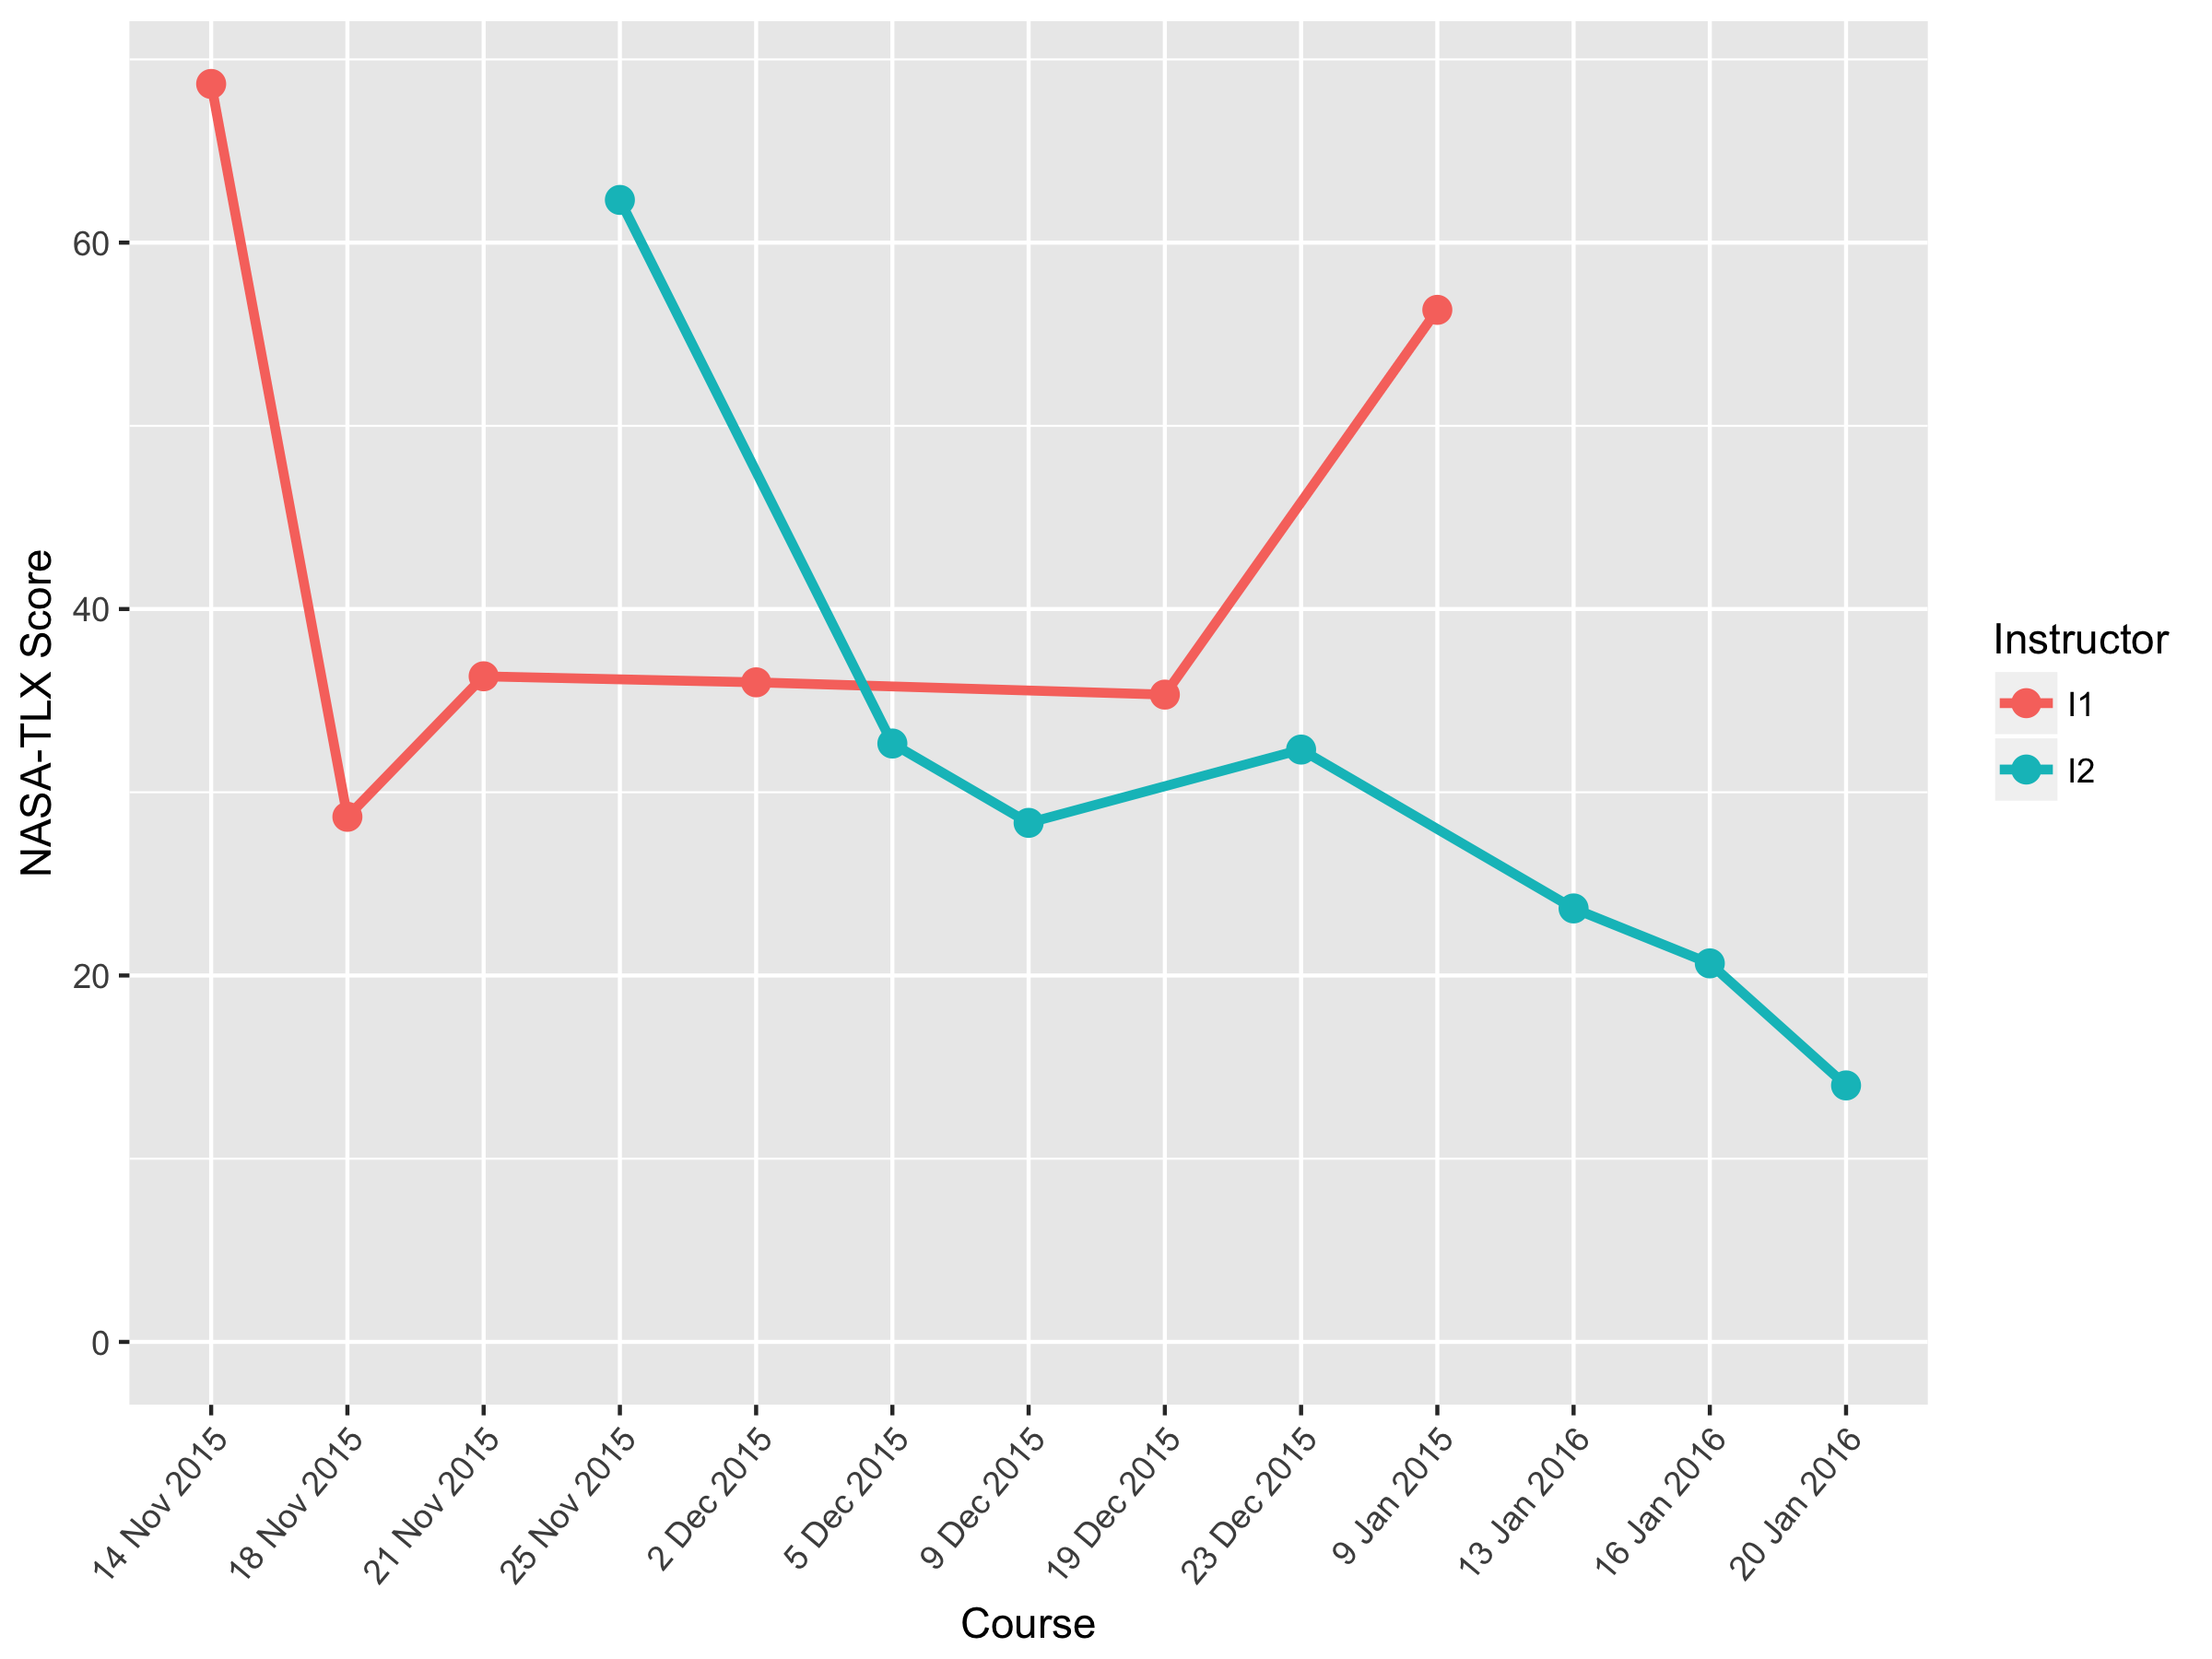 NASA-TLX Score
60
40
20
0
14 Nov 2015
18 Nov 2015
21 Nov 2015
25 Nov 2015
2 Dec 2015
5 Dec 2015
9 Dec 2015
19 Dec 2015
23 Dec 2015
9 Jan 2015
13 Jan 2016
16 Jan 2016
20 Jan 2016
Course
Instructor
I1
I2